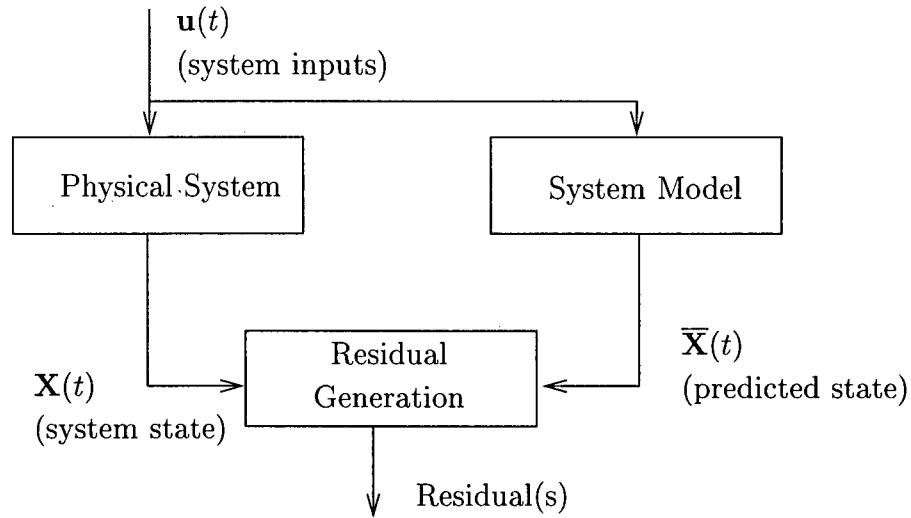 u(t)
(system inputs)
Physical System
System Model
Residual
Generation
X(t)
(system state)
X̅(t)
(predicted state)
Residual(s)